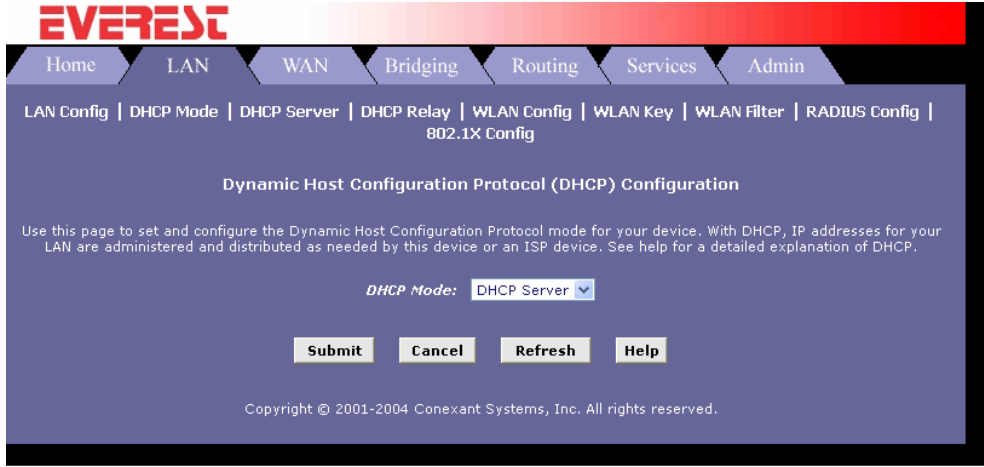 EVEREST
Home LAN WAN Bridging Routing Services Admin
LAN Config | DHCP Mode | DHCP Server | DHCP Relay | WLAN Config | WLAN Key | WLAN Filter | RADIUS Config |
802.1X Config
Dynamic Host Configuration Protocol (DHCP) Configuration
Use this page to set and configure the Dynamic Host Configuration Protocol mode for your device. With DHCP, IP addresses for your
LAN are administered and distributed as needed by this device or an ISP device. See help for a detailed explanation of DHCP.
DHCP Mode: DHCP Server
Submit Cancel Refresh Help
Copyright © 2001-2004 Conexant Systems, Inc. All rights reserved.